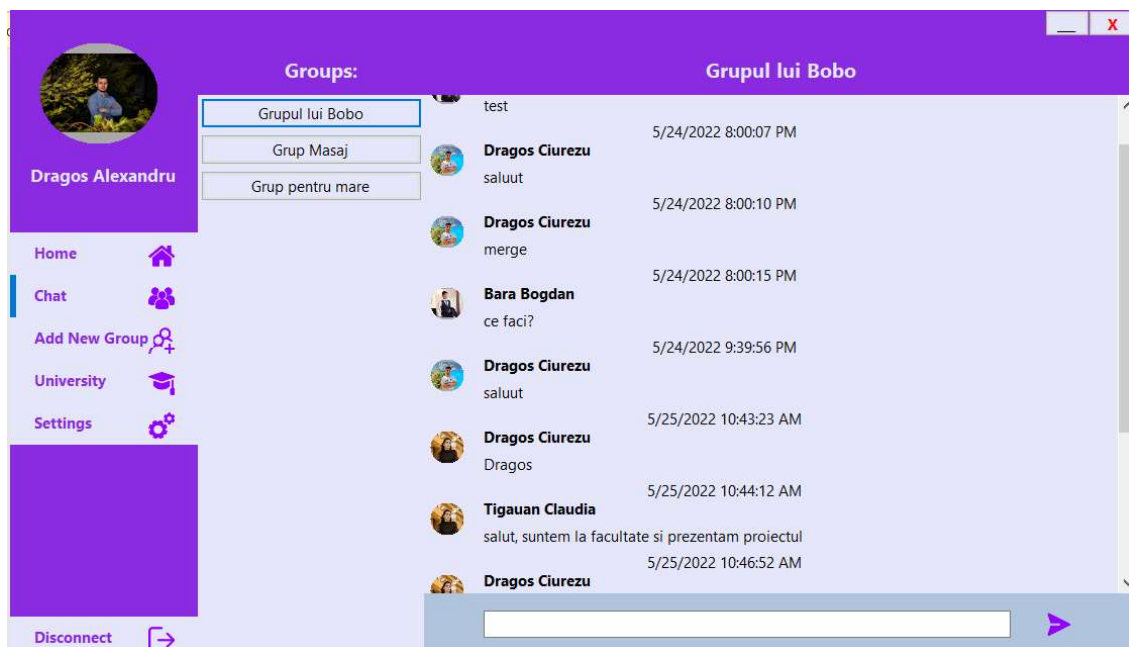 __ X
Dragos Alexandru
Home
Chat
Add New Group
University
Settings
Disconnect
Groups:
Grupul lui Bobo
Grup Masaj
Grup pentru mare
Grupul lui Bobo
test
5/24/2022 8:00:07 PM
Dragos Ciurezu
saluut
5/24/2022 8:00:10 PM
Dragos Ciurezu
merge
5/24/2022 8:00:15 PM
Bara Bogdan
ce faci?
5/24/2022 9:39:56 PM
Dragos Ciurezu
saluut
5/25/2022 10:43:23 AM
Dragos Ciurezu
Dragos
5/25/2022 10:44:12 AM
Tigauan Claudia
salut, suntem la facultate si prezentam proiectul
5/25/2022 10:46:52 AM
Dragos Ciurezu